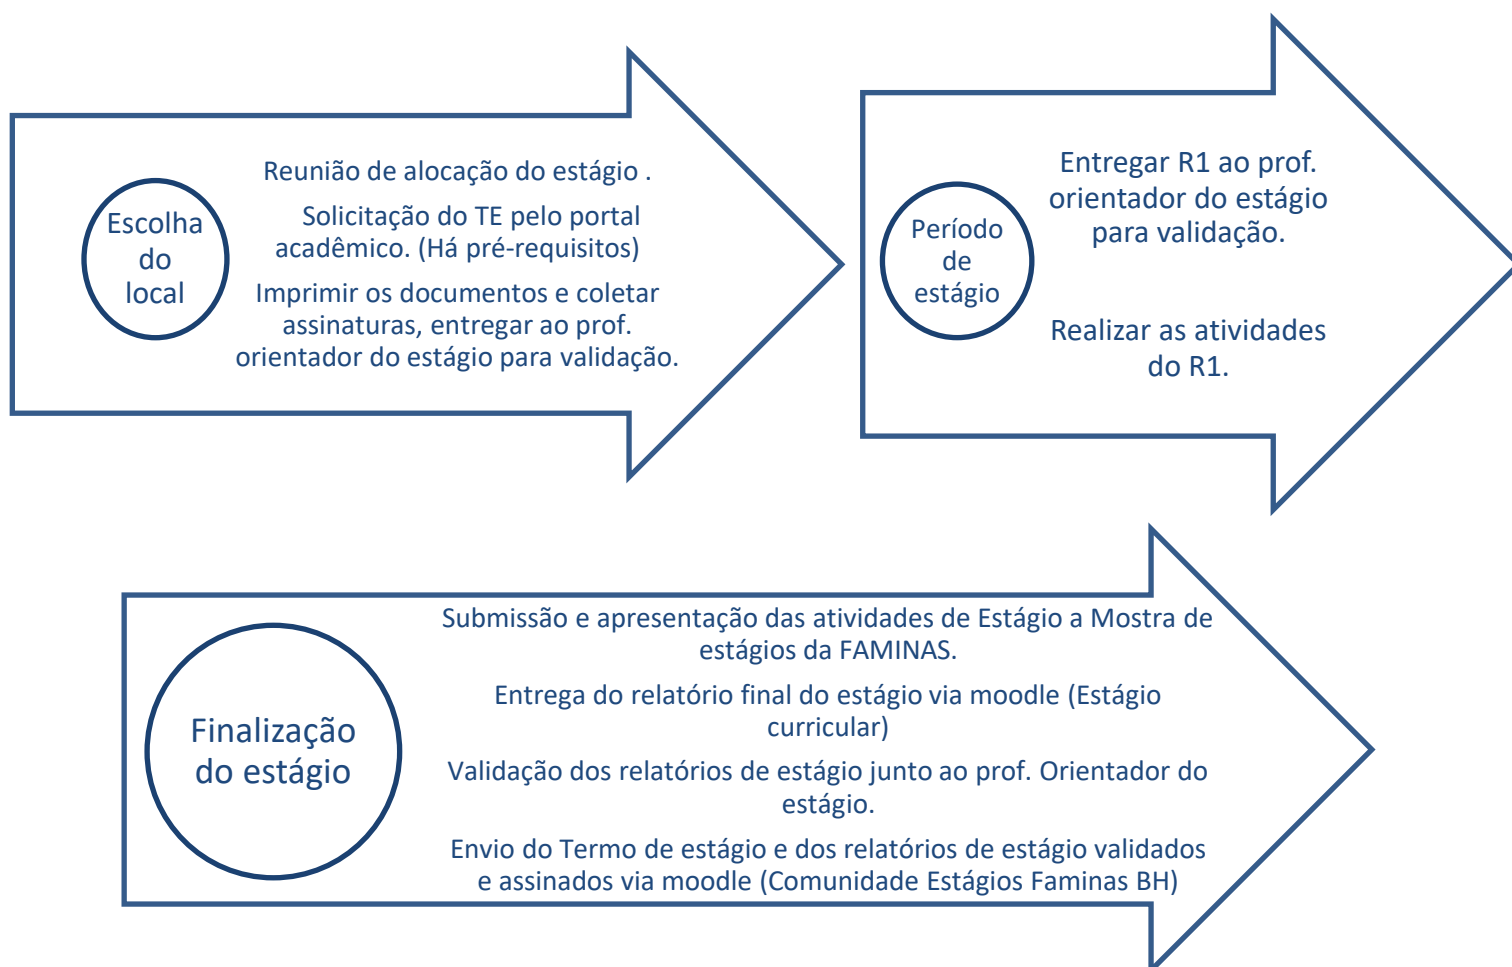 Escolha
do
local
Reunião de alocação do estágio .
Solicitação do TE pelo portal
acadêmico. (Há pré-requisitos)
Imprimir os documentos e coletar
assinaturas, entregar ao prof.
orientador do estágio para validação.
Período
de
estágio
Entregar R1 ao prof.
orientador do estágio
para validação.
Realizar as atividades
do R1.
Finalização
do estágio
Submissão e apresentação das atividades de Estágio a Mostra de
estágios da FAMINAS.
Entrega do relatório final do estágio via moodle (Estágio
curricular)
Validação dos relatórios de estágio junto ao prof. Orientador do
estágio.
Envio do Termo de estágio e dos relatórios de estágio validados
e assinados via moodle (Comunidade Estágios Faminas BH)